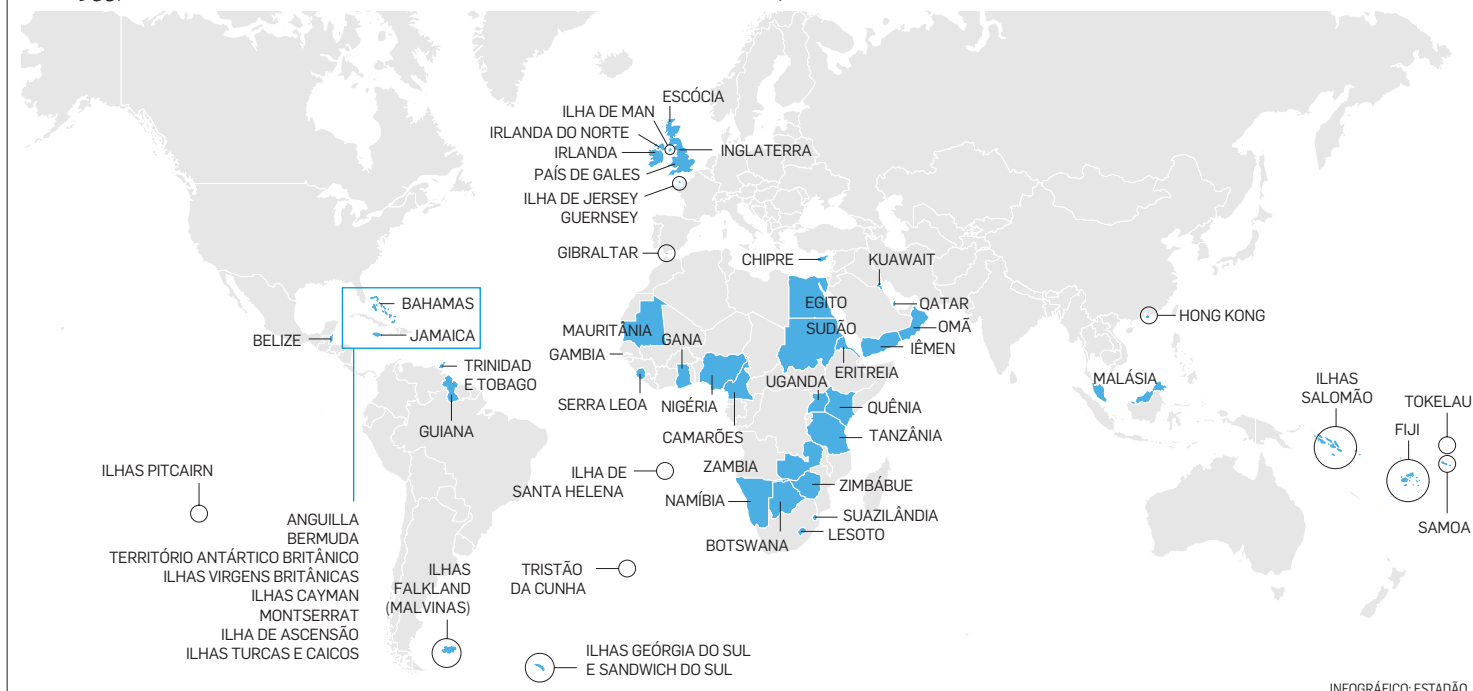 ESCÓCIA
ILHA DE MAN
IRLANDA DO NORTE
IRLANDA
INGLATERRA
PAÍS DE GALES
ILHA DE JERSEY
GUERNSEY
GIBRALTAR
CHIPRE
KUAWAIT
EGITO
QATAR
BAHAMAS
JAMAICA
BELIZE
HONG KONG
MAURITÂNIA
SUDÃO
OMÃ
GANA
IÊMEN
GAMBIA
ERITREIA
TRINDAD
E TOBAGO
UGANDA
MALÁSIA
SERRA LEOA
NIGÉRIA
QUÊNIA
ILHAS
SALOMÃO
TOKELAU
FIJI
GUIANA
CAMARÕES
TANZÂNIA
ILHAS PITCAIRN
ILHA DE
SANTA HELENA
ZAMBIA
ZIMBÁBUE
NAMÍBIA
SUAZILÂNDIA
LESOTO
BOTSWANA
SAMOA
ANGUILLA
BERMUDA
TERRITÓRIO ANTÁRTICO BRITÂNICO
ILHAS VIRGENS BRITÂNICAS
ILHAS CAYMAN
MONTSERRAT
ILHA DE ASCENSÃO
ILHAS TURCAS E CAICOS
ILHAS
FALKLAND
(MALVINAS)
TRISTÃO
DA CUNHA
ILHAS GEÓRGIA DO SUL
E SANDWICH DO SUL
INFOGRÁFICO: ESTADÃO